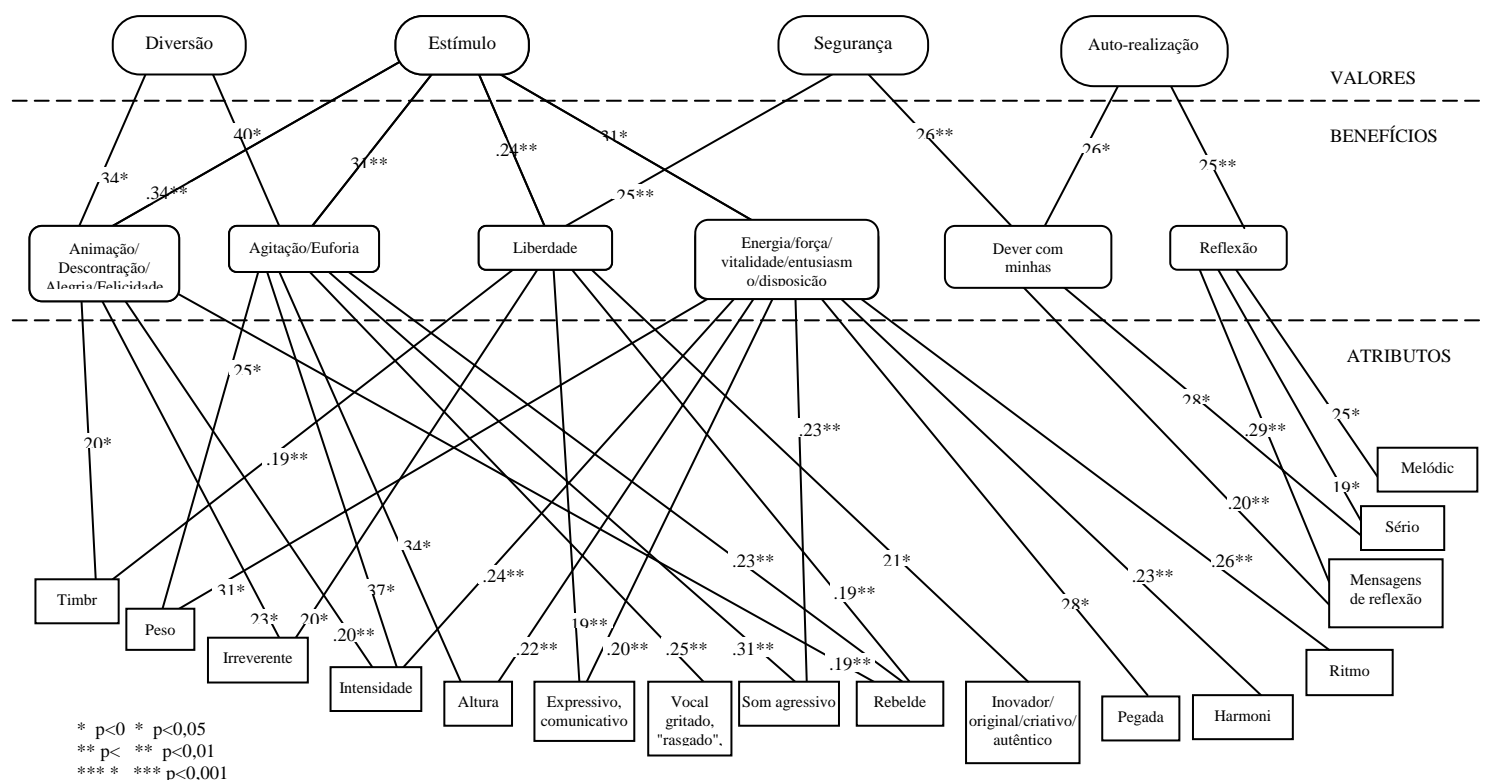 Diversão
Estímulo
Segurança
Auto-realização
VALORES
40*
.31*
.26**
BENEFÍCIOS
.34*
.34**
.31**
.24**
.25**
.26*
.25**
Animação/
Descontração/
Alegria/Felicidade
Agitação/Euforia
Liberdade
Energia/força/
vitalidade/entusiasm
o/disposição
Dever com
minhas
Reflexão
ATRIBUTOS
.25*
.28*
.25*
.20*
.19**
.23**
.29**
Melódic
.19*
.20**
Sério
.34*
.23**
.21*
.26**
.31*
.37*
.24**
.19**
.23**
Timbr
Peso
.23*
.20*
.20**
.19**
.22**
.20**
.25**
.31**
.19**
.28*
Mensagens
de reflexão
Irreverente
Intensidade
Altura
Expressivo,
comunicativo
Vocal
gritado,
"rasgado",
Som agressivo
Rebelde
Inovador/
original/criativo/
autêntico
Pegada
Harmoni
Ritmo
* p<0 * p<0,05
** p< ** p<0,01
*** * *** p<0,001